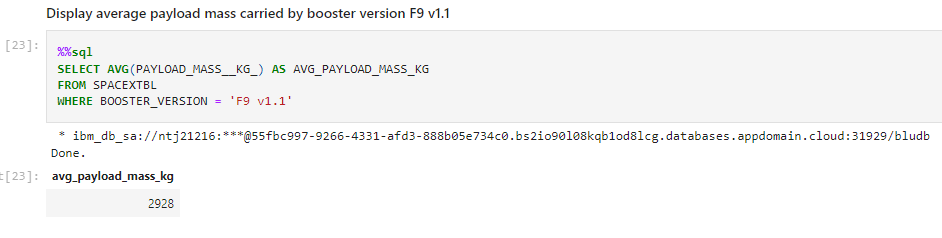 Display average payload mass carried by booster version F9 v1.1
[23]:
%%sql
SELECT AVG(PAYLOAD_MASS__KG_) AS AVG_PAYLOAD_MASS_KG
FROM SPACEXTBL
WHERE BOOSTER_VERSION = 'F9 v1.1'
* ibm_db_sa://ntj21216:***@55fbc997-9266-4331-afd3-888b05e734c0.bs2io90l08kqb1od8lcg.databases.appdomain.cloud:31929/bludb
Done.
t[23]: avg_payload_mass_kg
2928